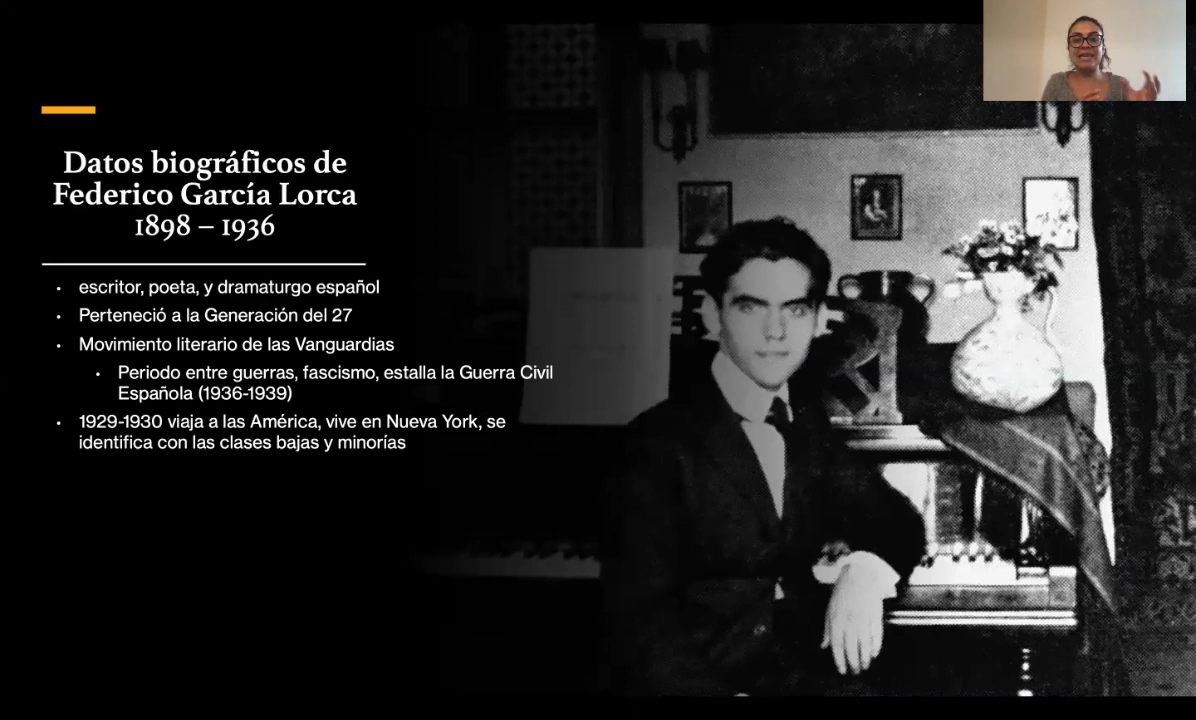 Datos biográficos de
Federico García Lorca
1898 – 1936
• escritor, poeta, y dramaturgo español
• Perteneció a la Generación del 27
• Movimiento literario de las Vanguardias
• Periodo entre guerras, fascismo, estalla la Guerra Civil
Española (1936-1939)
• 1929-1930 viaja a las América, vive en Nueva York, se
identifica con las clases bajas y minorías